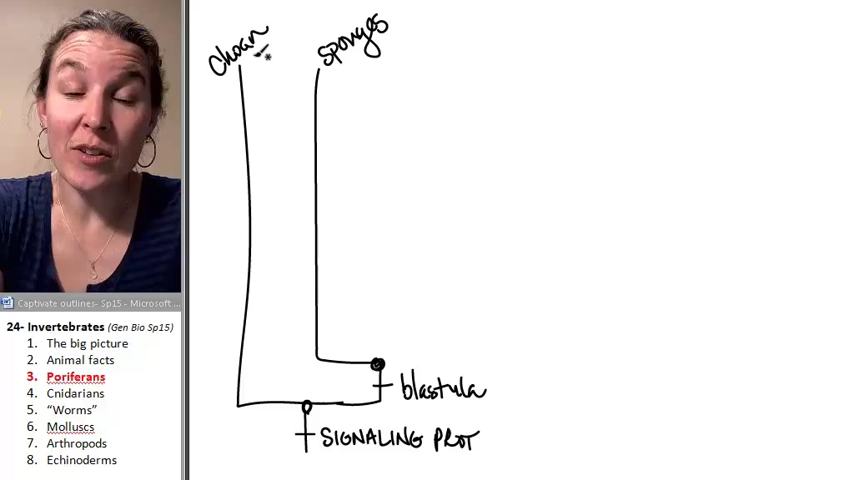 choan
sponges
blastula
SIGNALING PROT
Captivate outlines- Sp15 - Microsoft ...
24- Invertebrates (Gen Bio Sp15)
1. The big picture
2. Animal facts
3. Poriferans
4. Cnidarians
5. "Worms"
6. Molluscs
7. Arthropods
8. Echinoderms